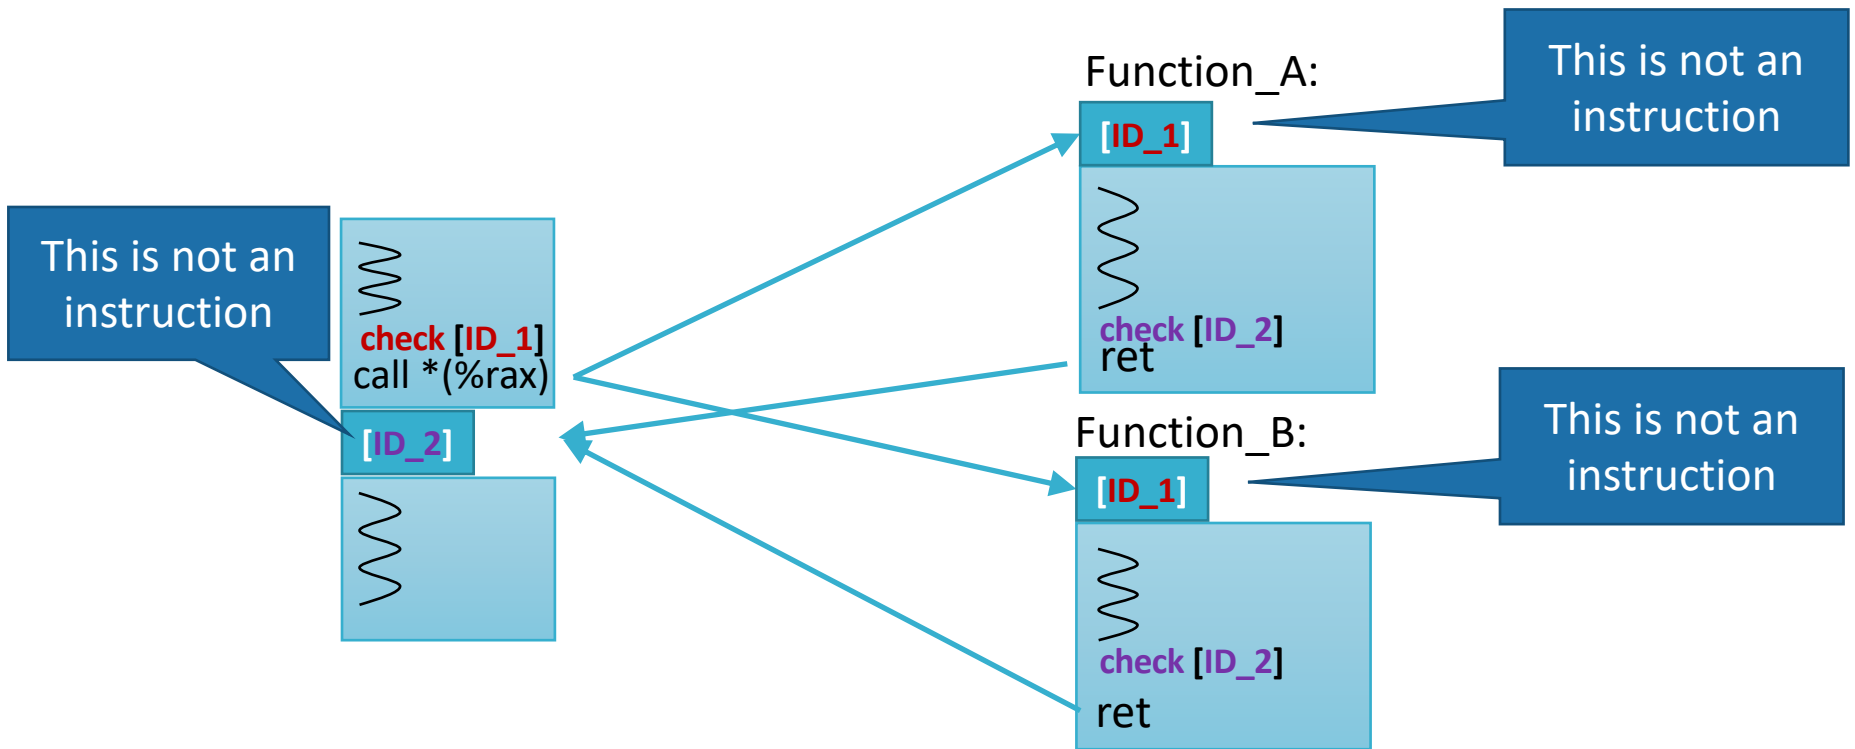 This is not an
instruction
check [ID_1]
call *(%rax)
[ID_2]
Function_A:
[ID_1]
This is not an
instruction
check [ID_2]
ret
Function_B:
[ID_1]
This is not an
instruction
check [ID_2]
ret